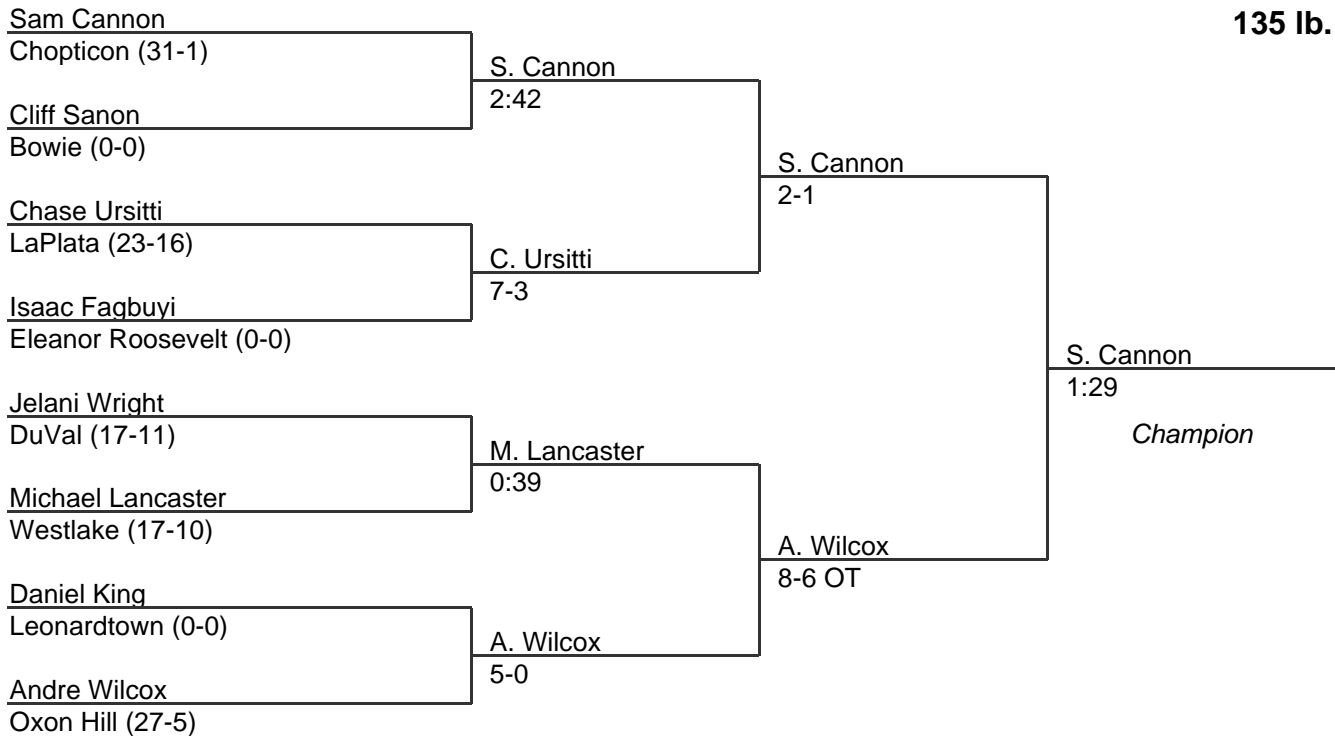 Sam Cannon
135 lb.
Chopticon (31-1)
S. Cannon
2:42
Cliff Sanon
Bowie (0-0)
S. Cannon
2-1
Chase Ursitti
LaPlata (23-16)
C. Ursitti
7-3
Isaac Fagbuyi
Eleanor Roosevelt (0-0)
S. Cannon
1:29
Champion
Jelani Wright
DuVal (17-11)
M. Lancaster
0:39
Michael Lancaster
Westlake (17-10)
A. Wilcox
8-6 OT
Daniel King
Leonardtown (0-0)
A. Wilcox
5-0
Andre Wilcox
Oxon Hill (27-5)